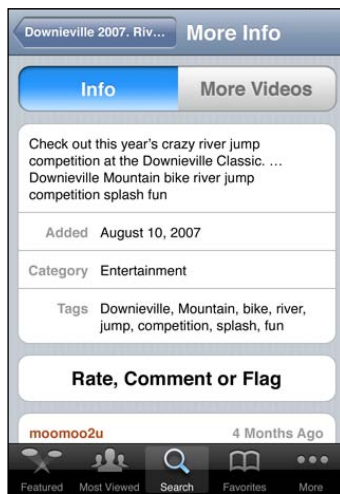 Downieville 2007. Riv...
More Info
Info
More Videos
Check out this year's crazy river jump
competition at the Downieville Classic. ...
Downieville Mountain bike river jump
competition splash fun
Added August 10, 2007
Category Entertainment
Tags Downieville, Mountain, bike, river,
jump, competition, splash, fun
Rate, Comment or Flag
moomoo2u 4 Months Ago
Featured Most Viewed Search Favorites More